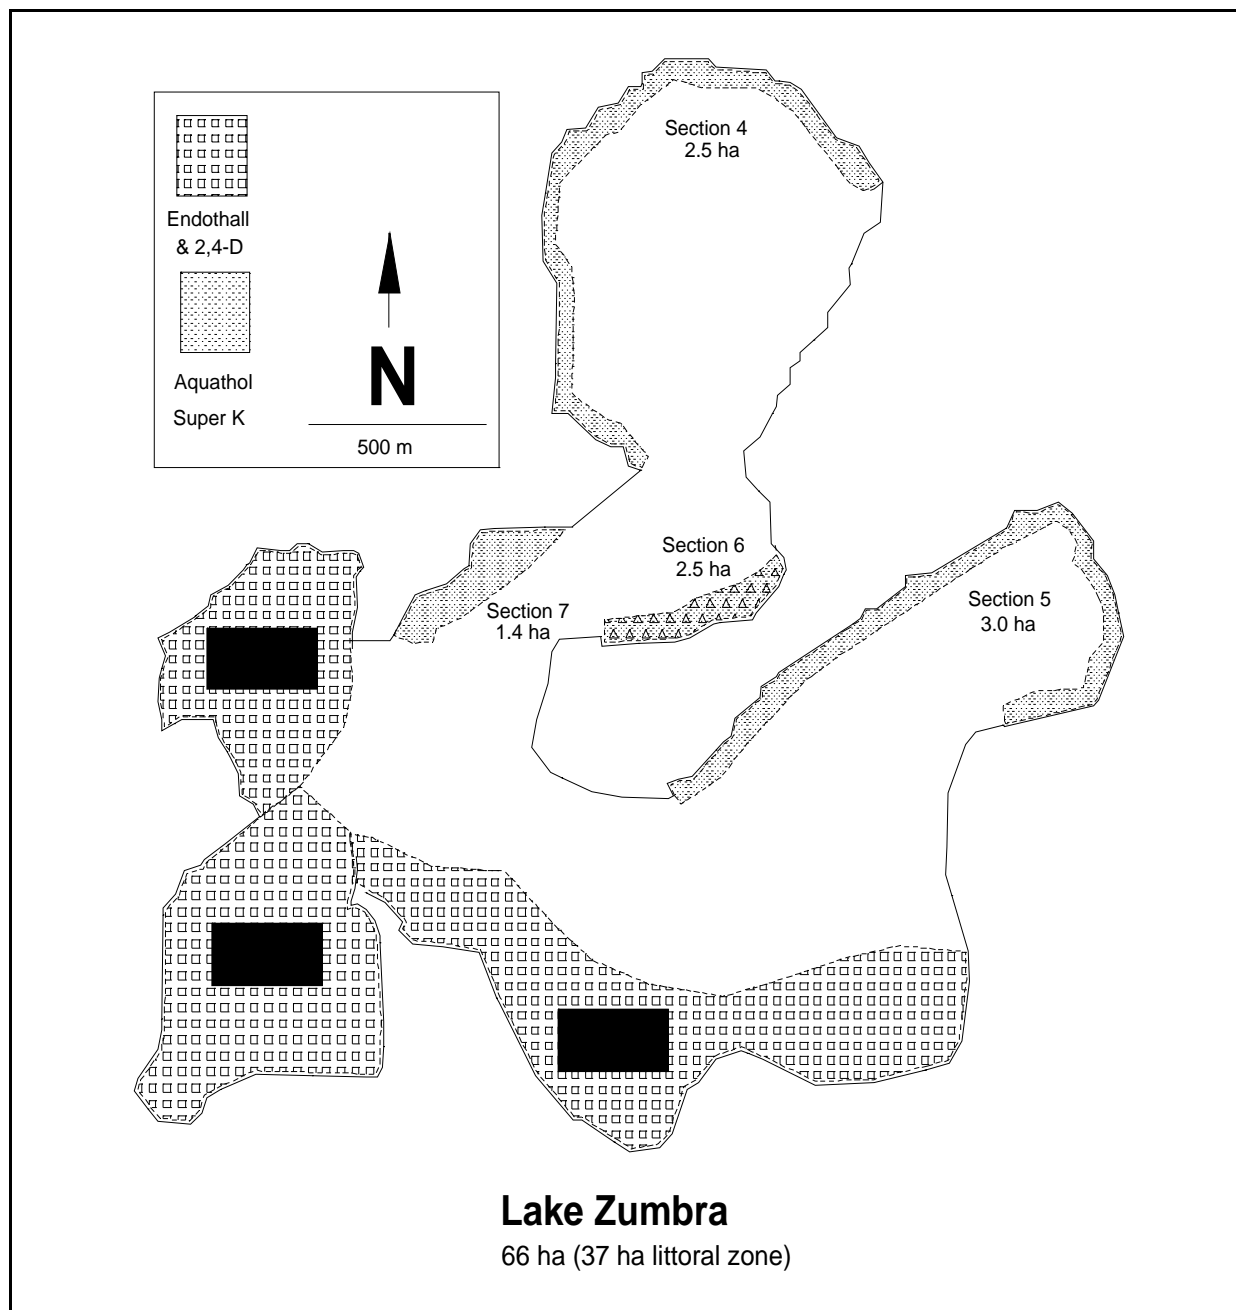 Endothall
& 2,4-D
Aquathol
Super K
N
500 m
Section 4
2.5 ha
Section 6
2.5 ha
Section 7
1.4 ha
Section 5
3.0 ha
Lake Zumbra
66 ha (37 ha littoral zone)